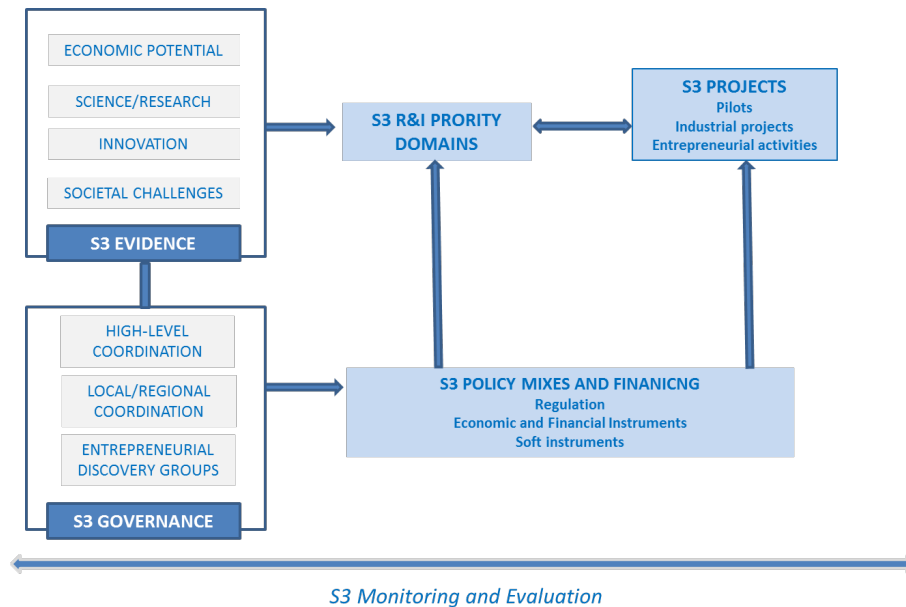 ECONOMIC POTENTIAL
SCIENCE/RESEARCH
INNOVATION
SOCIETAL CHALLENGES
S3 EVIDENCE
HIGH-LEVEL
COORDINATION
LOCAL/REGIONAL
COORDINATION
ENTREPRENEURIAL
DISCOVERY GROUPS
S3 GOVERNANCE
S3 R&I PRORITY
DOMAINS
S3 PROJECTS
Pilots
Industrial projects
Entrepreneurial activities
S3 POLICY MIXES AND FINANICNG
Regulation
Economic and Financial Instruments
Soft instruments
S3 Monitoring and Evaluation